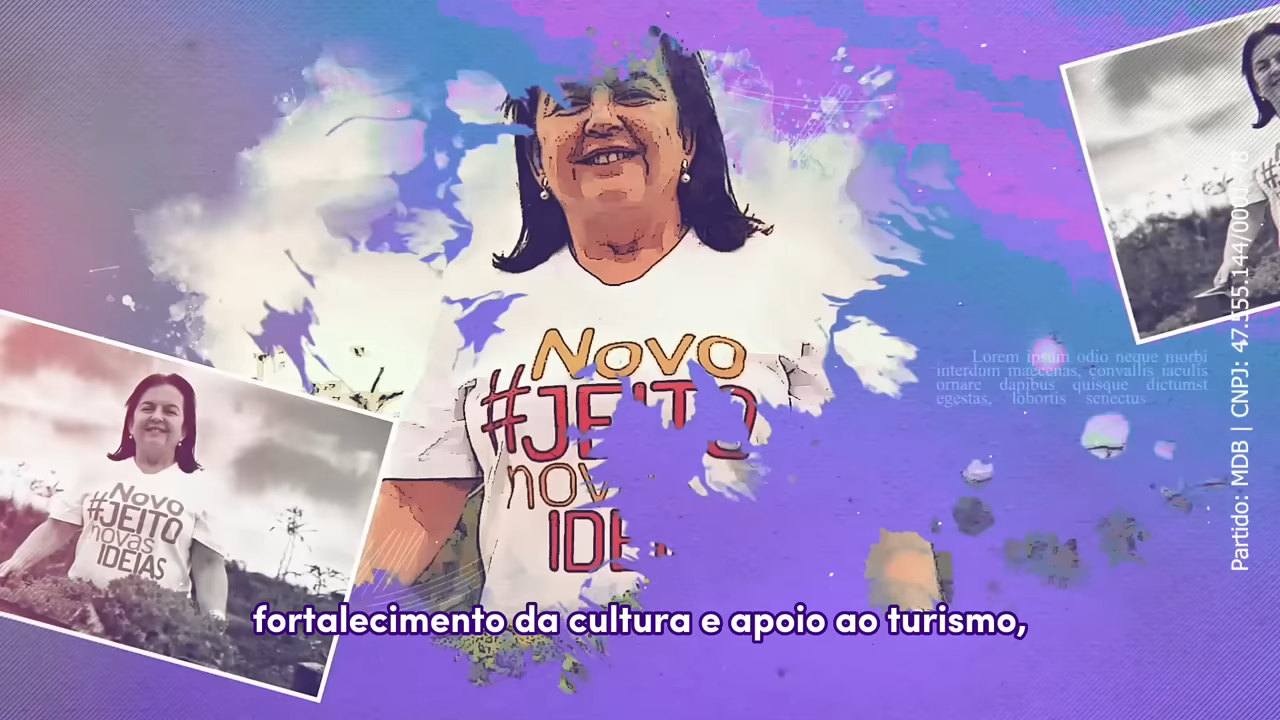 Novo
#JEITO
nov
IDE
Lorem ipsum odio neque morbi
interdum maecenas, convallis iaculis
ornare dapibus quisque dictumst
egestas, lobortis senectus
Novo
#JEITO
novas
IDEIAS
Partido: MDB | CNPJ: 47.555.144/000
fortalecimento da cultura e apoio ao turismo,